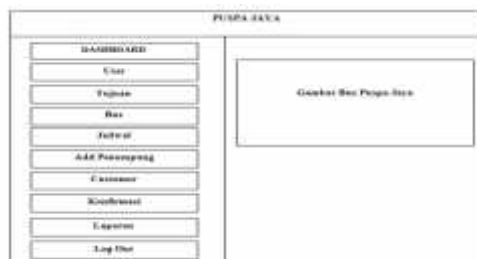 PUSPA JAYA
DASHBOARD
User
Tujuan
Bus
Jadwal
Add Penumpang
Customer
Konfirmasi
Laporan
Log Out
Gambar Bus Puspa Jaya